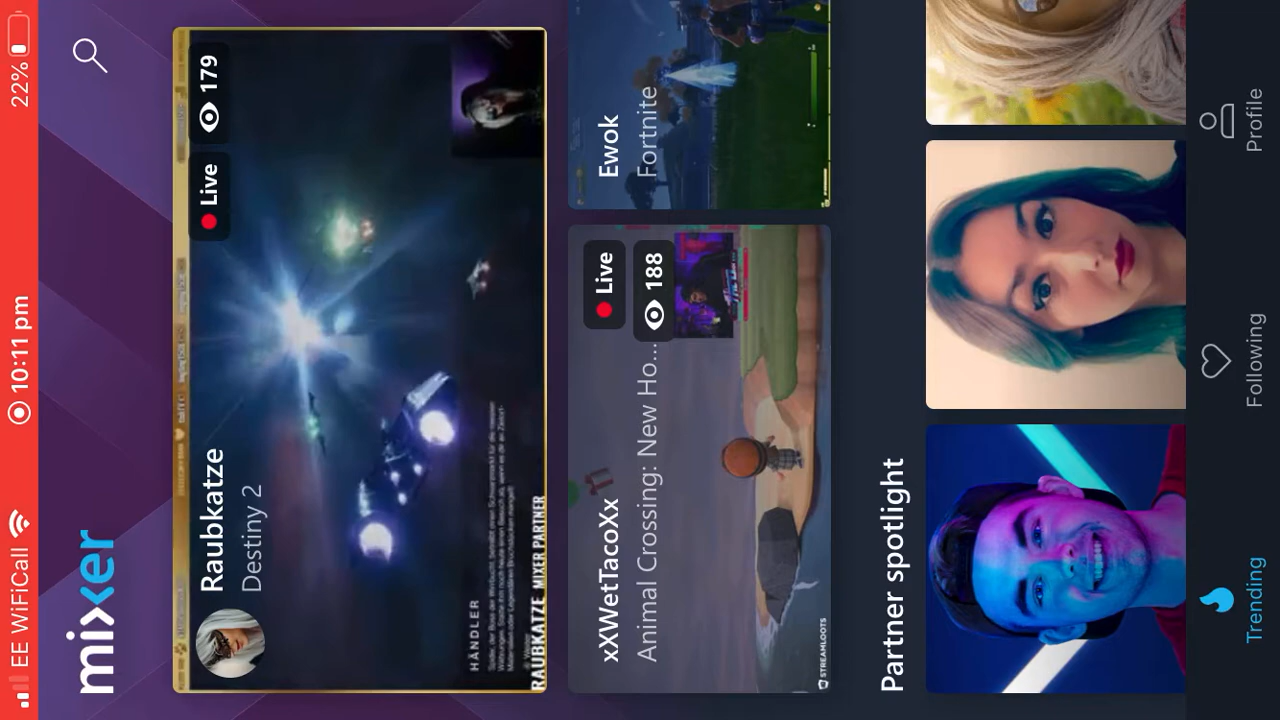 EE WiFiCall
10:11 pm
22%
mixer
Raubkatze
Destiny 2
Live
179
HÄNDLER
RAUBKATZE MIXER PARTNER
xXWetTacoXx
Animal Crossing: New Ho...
Live
188
STREAMLOOTS
Ewok
Fortnite
Partner spotlight
Trending
Following
Profile